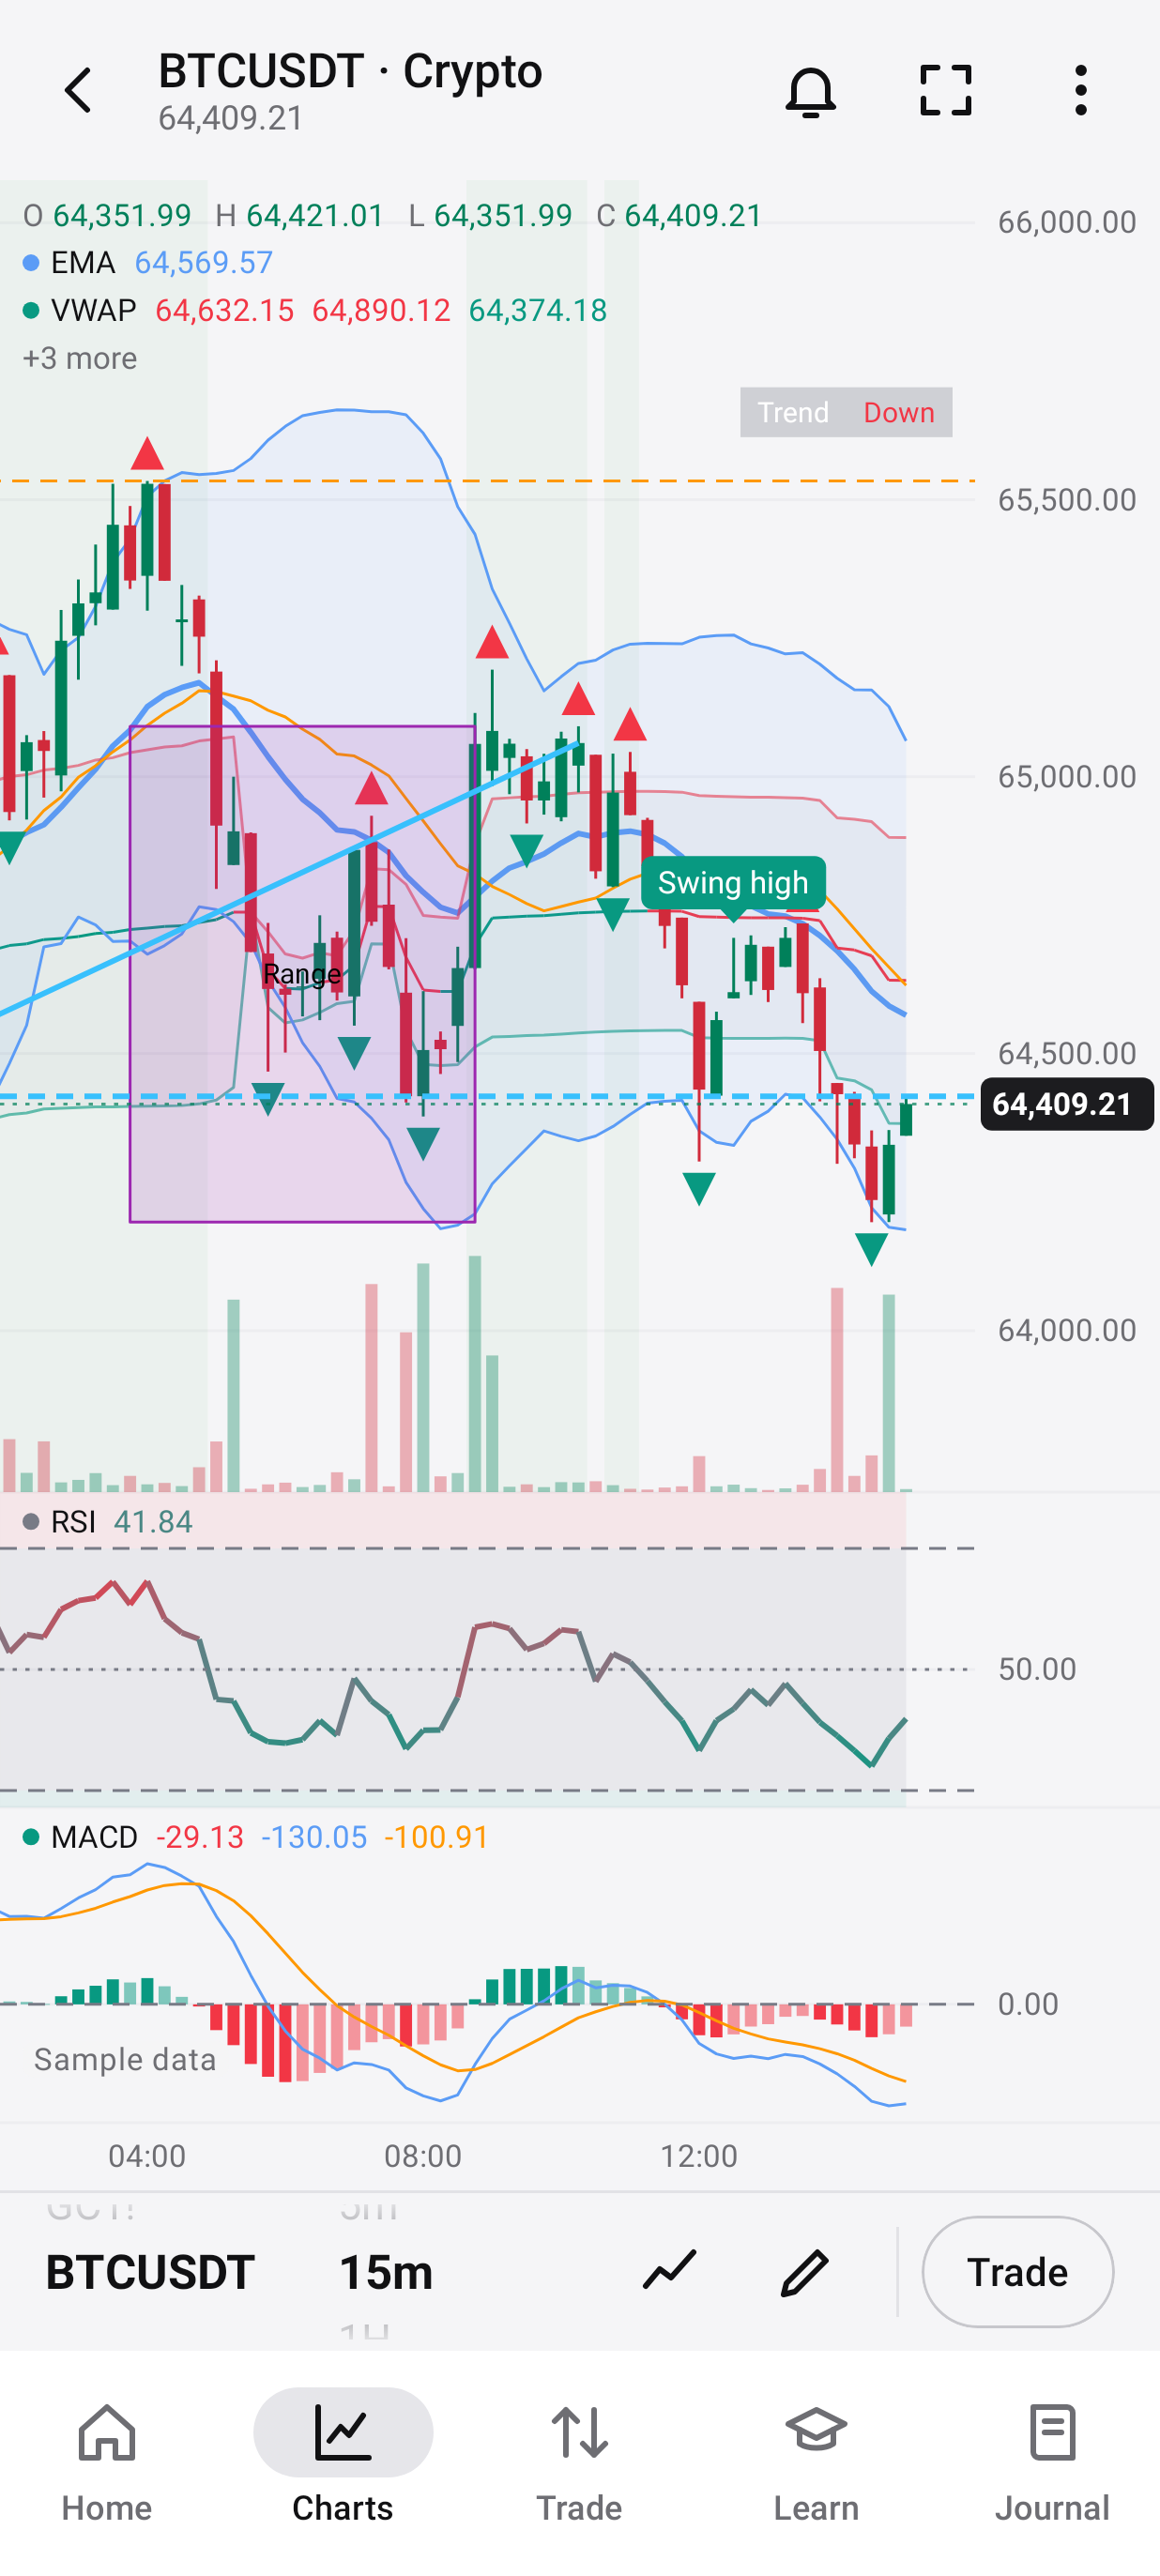 BTCUSDT · Crypto
64,409.21
O 64,351.99 H 64,421.01 L 64,351.99 C 64,409.21
66,000.00
EMA 64,569.57
VWAP 64,632.15 64,890.12 64,374.18
+3 more
Trend Down
65,500.00
65,000.00
Swing high
Range
64,500.00
64,409.21
64,000.00
RSI 41.84
50.00
MACD -29.13 -130.05 -100.91
0.00
Sample data
04:00 08:00 12:00
BTCUSDT 15m Trade
Home Charts Trade Learn Journal